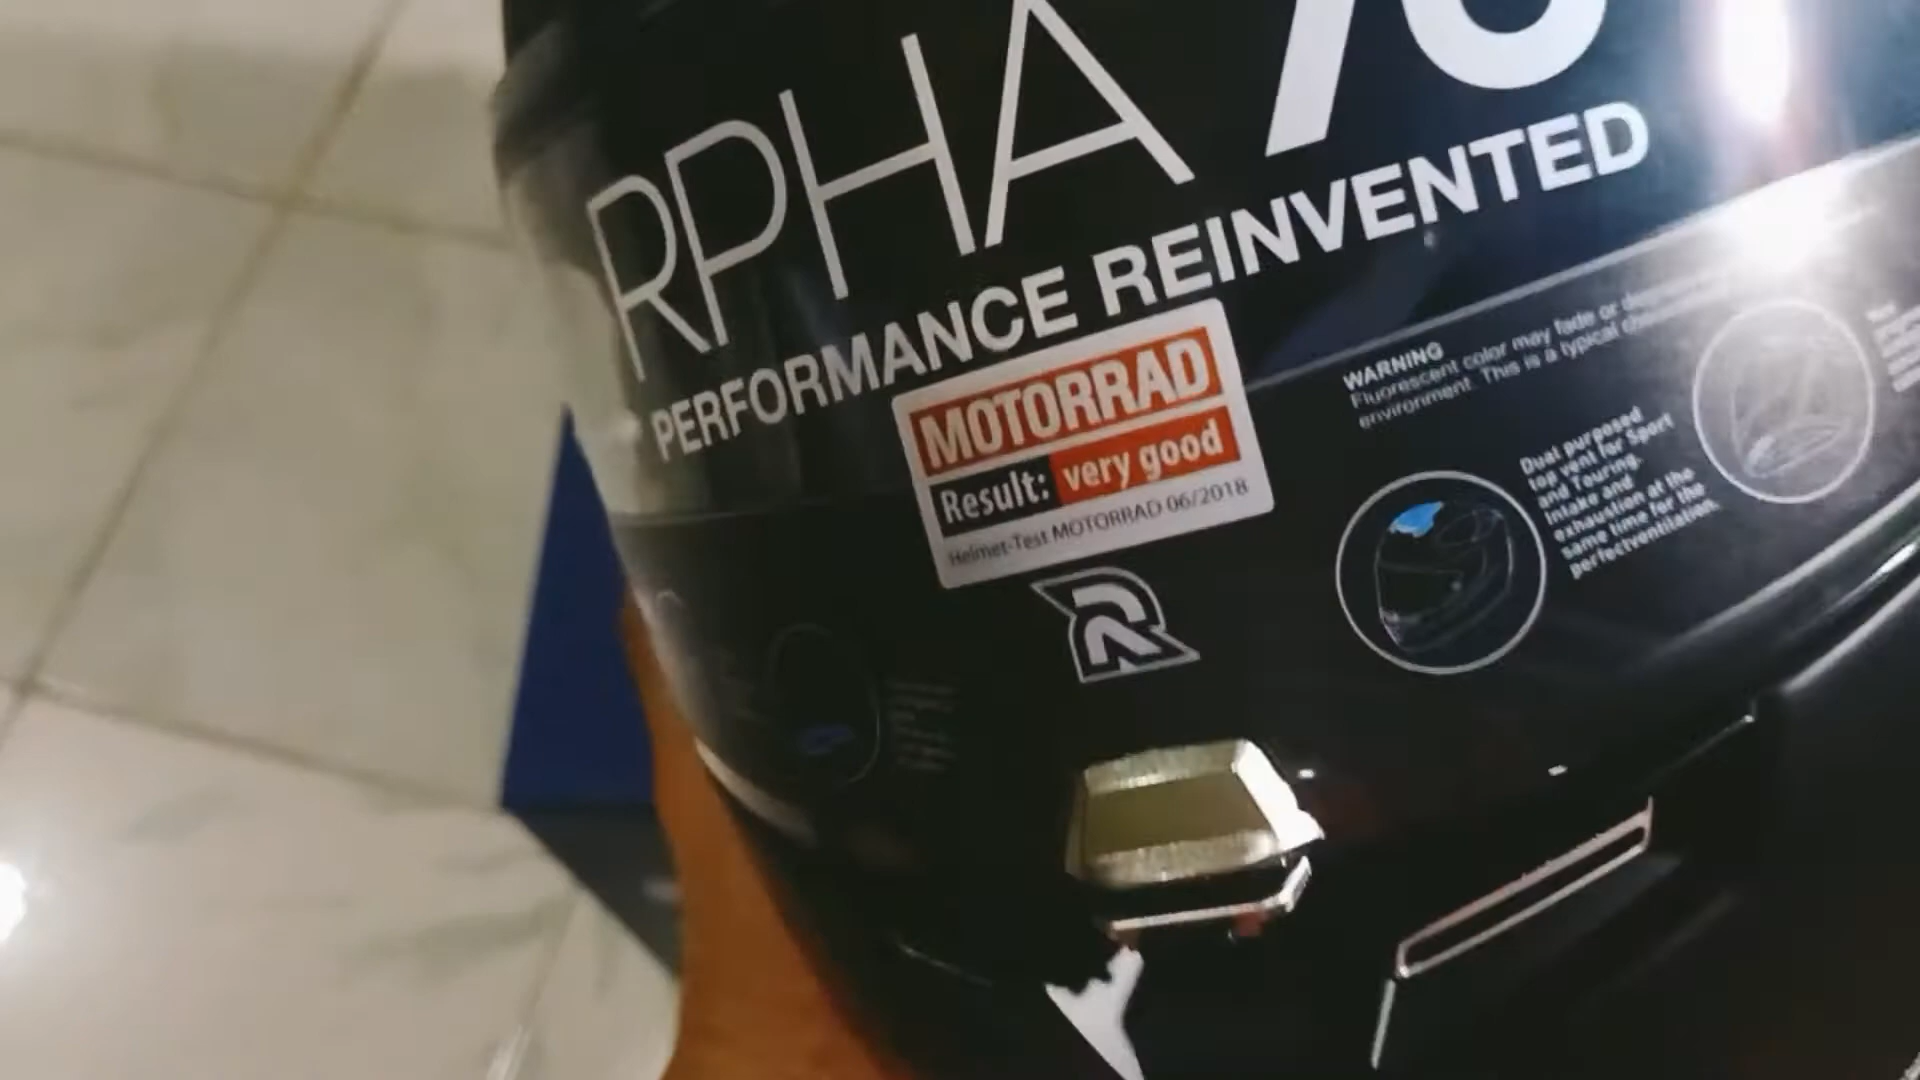 RPHA 70
PERFORMANCE REINVENTED
MOTORRAD
Result: very good
Helmet-Test MOTORRAD 06/2018
WARNING
Fluorescent color may fade or
environment. This is a typical
Dual purposed
top vent for Sport
and Touring.
Intake and
exhaustion at the
same time for the
perfectventilation.